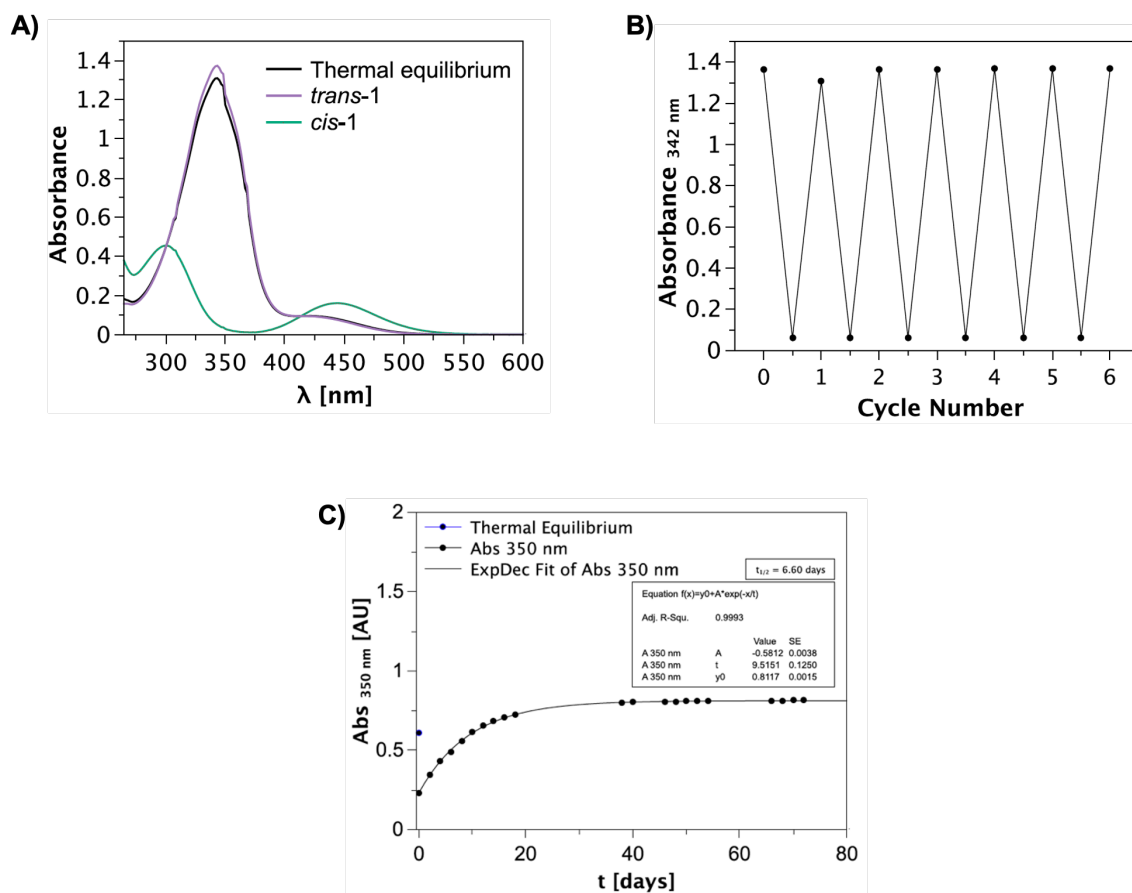 A)
Absorbance
1.4
1.2
1
0.8
0.6
0.4
0.2
0
Thermal equilibrium
trans-1
cis-1
300 350 400 450 500 550 600
λ [nm]
B)
Absorbance 342 nm
1.4
1.2
1
0.8
0.6
0.4
0.2
0
0 1 2 3 4 5 6
Cycle Number
C)
Abs 350 nm [AU]
2
1.5
1
0.5
0
Thermal Equilibrium
Abs 350 nm
ExpDec Fit of Abs 350 nm
t1/2 = 6.60 days
Equation f(x)=y0+A*exp(-x/t)
Adj. R-Squ. 0.9993
Value SE
A 350 nm A -0.5812 0.0038
A 350 nm t 9.5151 0.1250
A 350 nm y0 0.8117 0.0015
0 20 40 60 80
t [days]